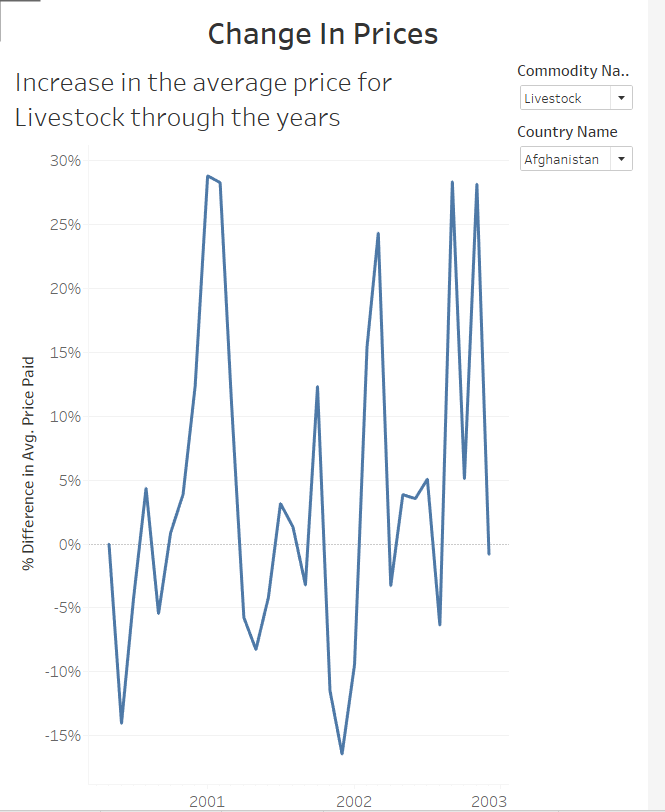 Change In Prices
Increase in the average price for
Livestock through the years
Commodity Na..
Livestock
Country Name
Afghanistan
% Difference in Avg. Price Paid
30%
25%
20%
15%
10%
5%
0%
-5%
-10%
-15%
2001
2002
2003